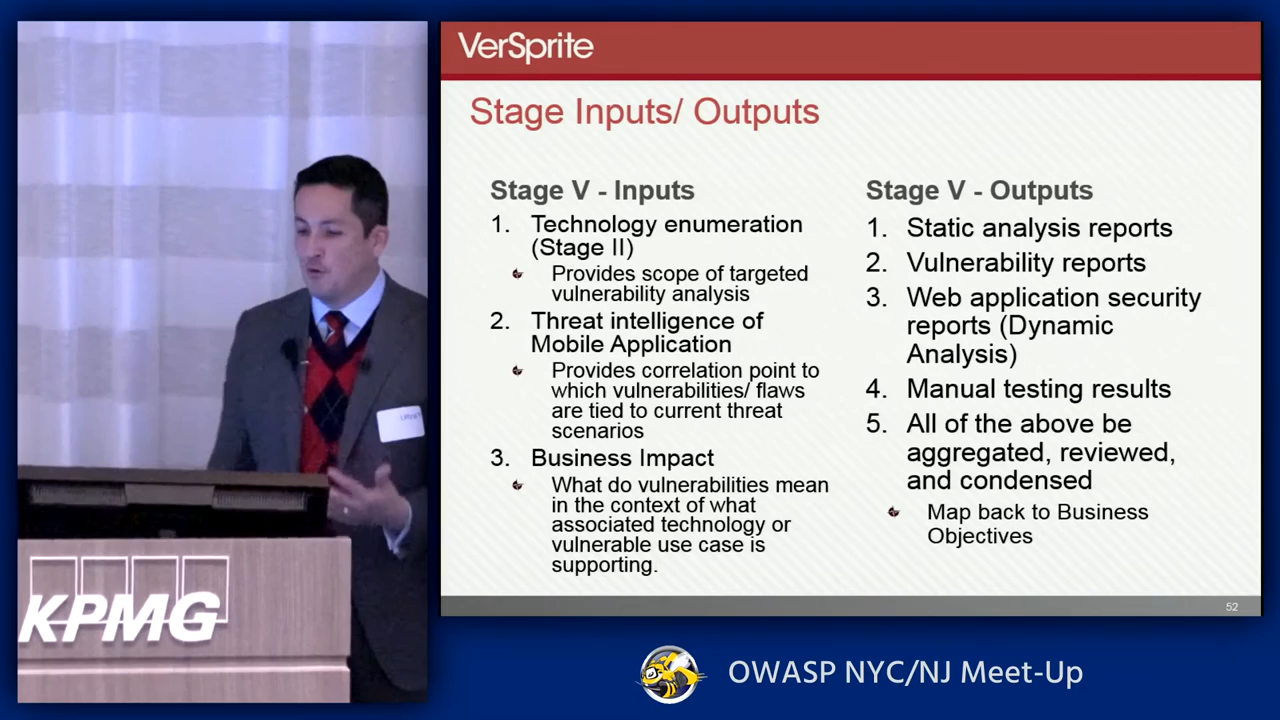 VerSprite
Stage Inputs/ Outputs
Stage V - Inputs
1. Technology enumeration
(Stage II)
Provides scope of targeted
vulnerability analysis
2. Threat intelligence of
Mobile Application
Provides correlation point to
which vulnerabilities/ flaws
are tied to current threat
scenarios
3. Business Impact
What do vulnerabilities mean
in the context of what
associated technology or
vulnerable use case is
supporting.
Stage V - Outputs
1. Static analysis reports
2. Vulnerability reports
3. Web application security
reports (Dynamic
Analysis)
4. Manual testing results
5. All of the above be
aggregated, reviewed,
and condensed
Map back to Business
Objectives
52
KPMG
OWASP NYC/NJ Meet-Up